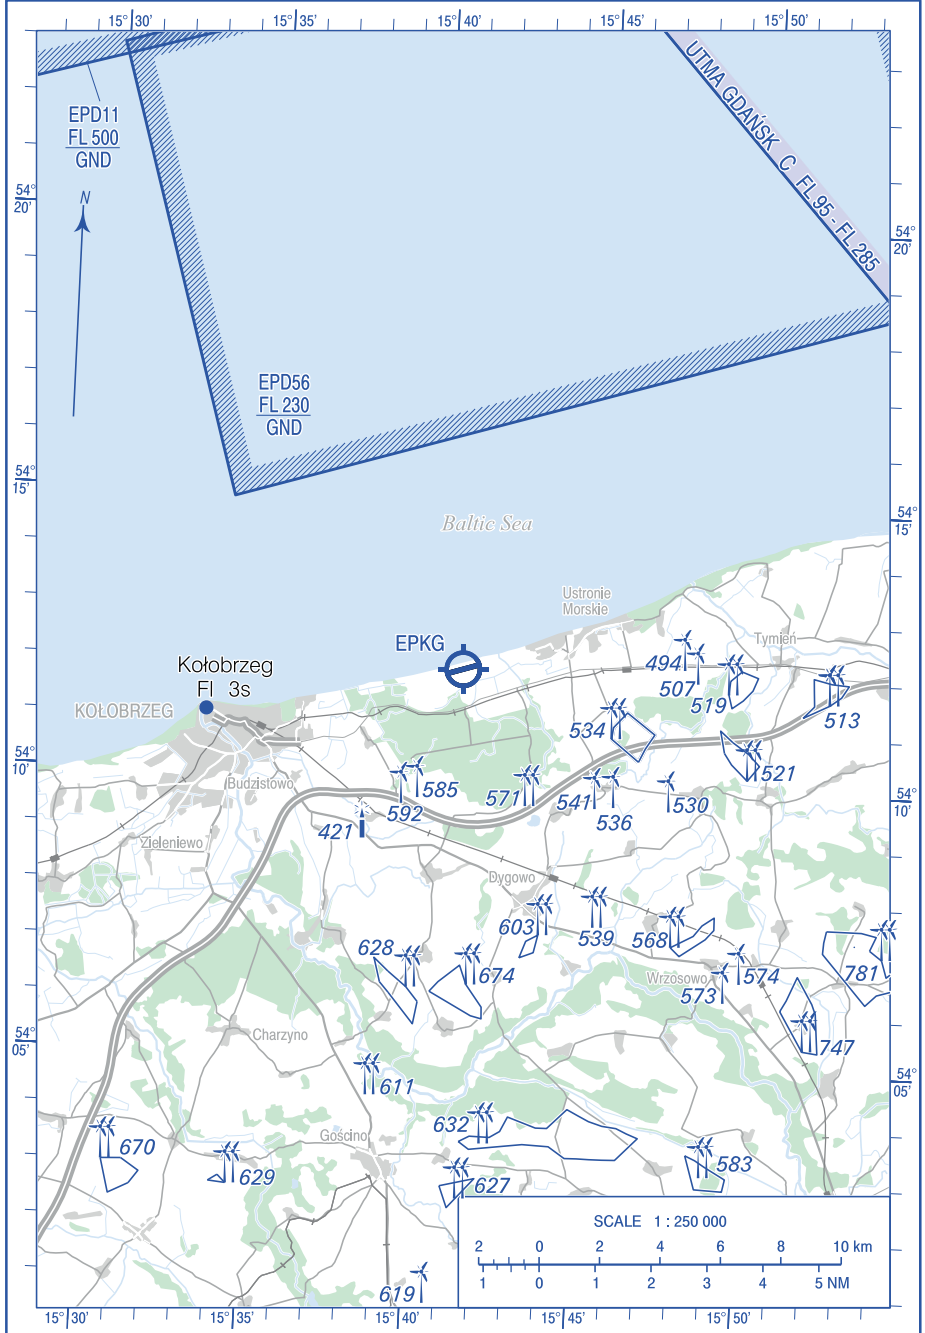 15°30'
15°35'
15°40'
15°45'
15°50'
UTMA GDAŃSK C FL 95 - FL 285
EPD11
FL 500
GND
N
54°
20'
54°
20'
EPD56
FL 230
GND
54°
15'
54°
15'
Baltic Sea
Ustronie
Morskie
EPKG
Tymień
494
Kołobrzeg
Fl 3s
507
519
513
KOŁOBRZEG
534
54°
10'
521
Budzistowo
585
571
541
530
54°
10'
592
536
421
Zieleniewo
Dygowo
603
539
568
628
674
574
781
Wrzosowo
573
54°
05'
Charzyno
747
611
54°
05'
632
Gościno
670
629
583
627
SCALE 1 : 250 000
2 0 2 4 6 8 10 km
1 0 1 2 3 4 5 NM
619
15°30'
15°35'
15°40'
15°45'
15°50'